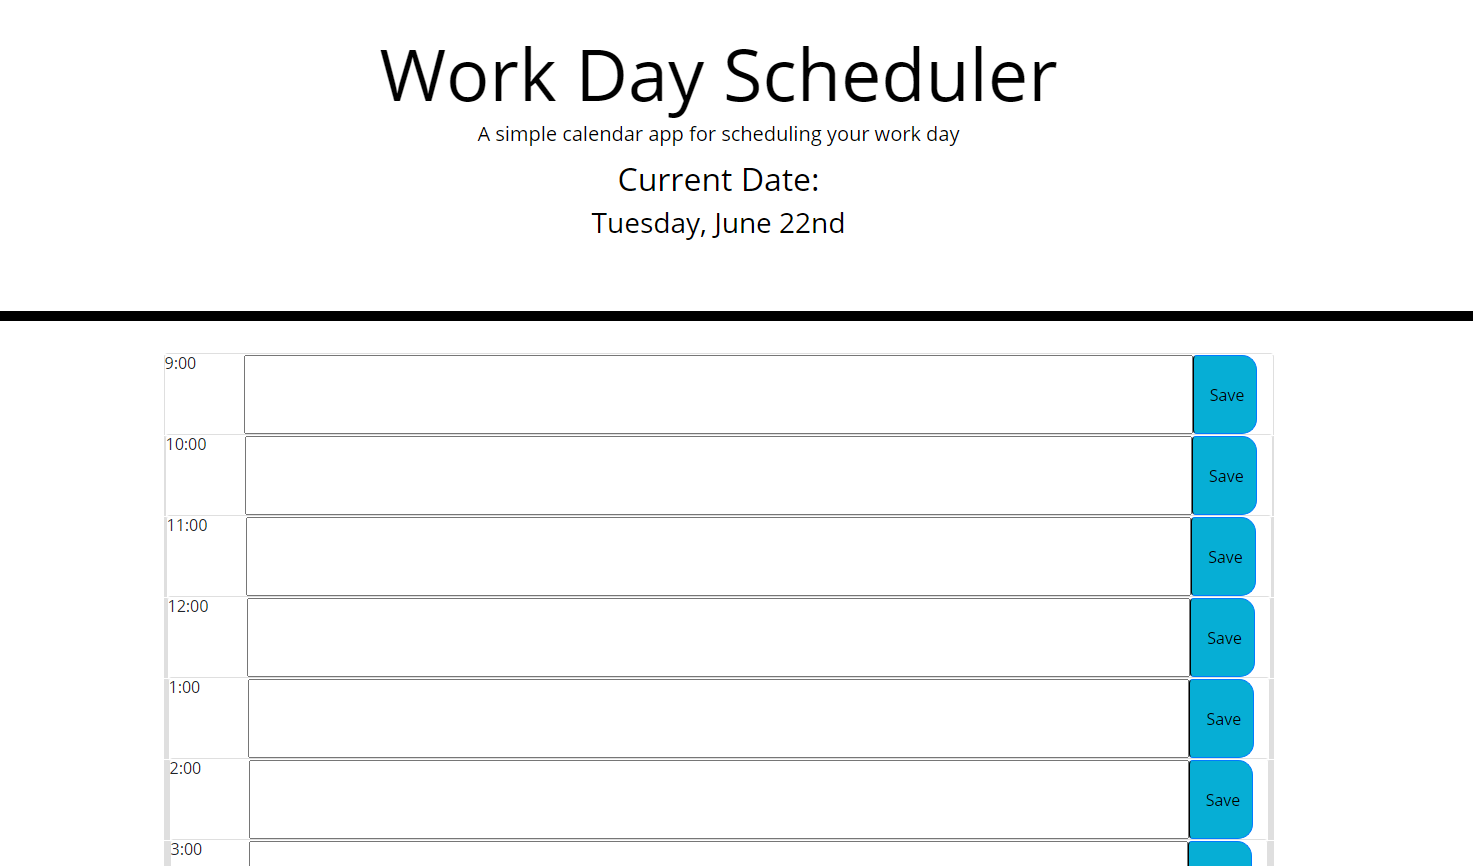 Work Day Scheduler
A simple calendar app for scheduling your work day
Current Date:
Tuesday, June 22nd
9:00 Save
10:00 Save
11:00 Save
12:00 Save
1:00 Save
2:00 Save
3:00